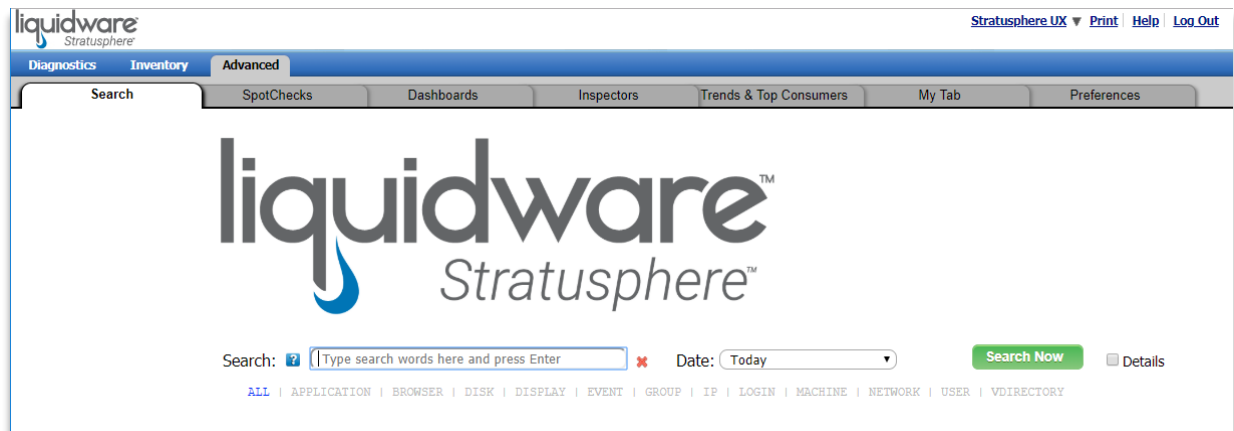 liquidware
Stratusphere
Stratusphere UX ▼ Print | Help | Log Out
Diagnostics Inventory Advanced
Search SpotChecks Dashboards Inspectors Trends & Top Consumers My Tab Preferences
liquidware™
Stratusphere™
Search: ? Type search words here and press Enter Date: Today Search Now Details
ALL | APPLICATION | BROWSER | DISK | DISPLAY | EVENT | GROUP | IP | LOGIN | MACHINE | NETWORK | USER | VDIRECTORY